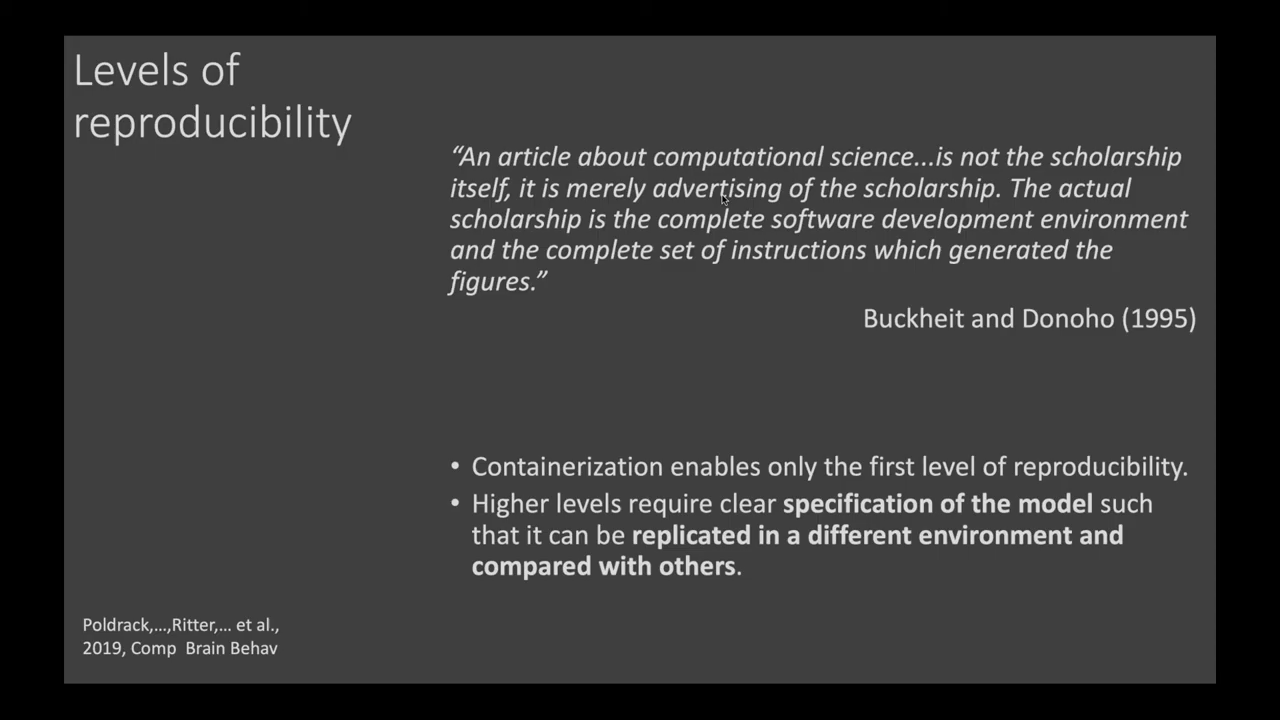 Levels of
reproducibility
“An article about computational science...is not the scholarship
itself, it is merely advertising of the scholarship. The actual
scholarship is the complete software development environment
and the complete set of instructions which generated the
figures.”
Buckheit and Donoho (1995)
• Containerization enables only the first level of reproducibility.
• Higher levels require clear specification of the model such
that it can be replicated in a different environment and
compared with others.
Poldrack,...,Ritter,... et al.,
2019, Comp Brain Behav